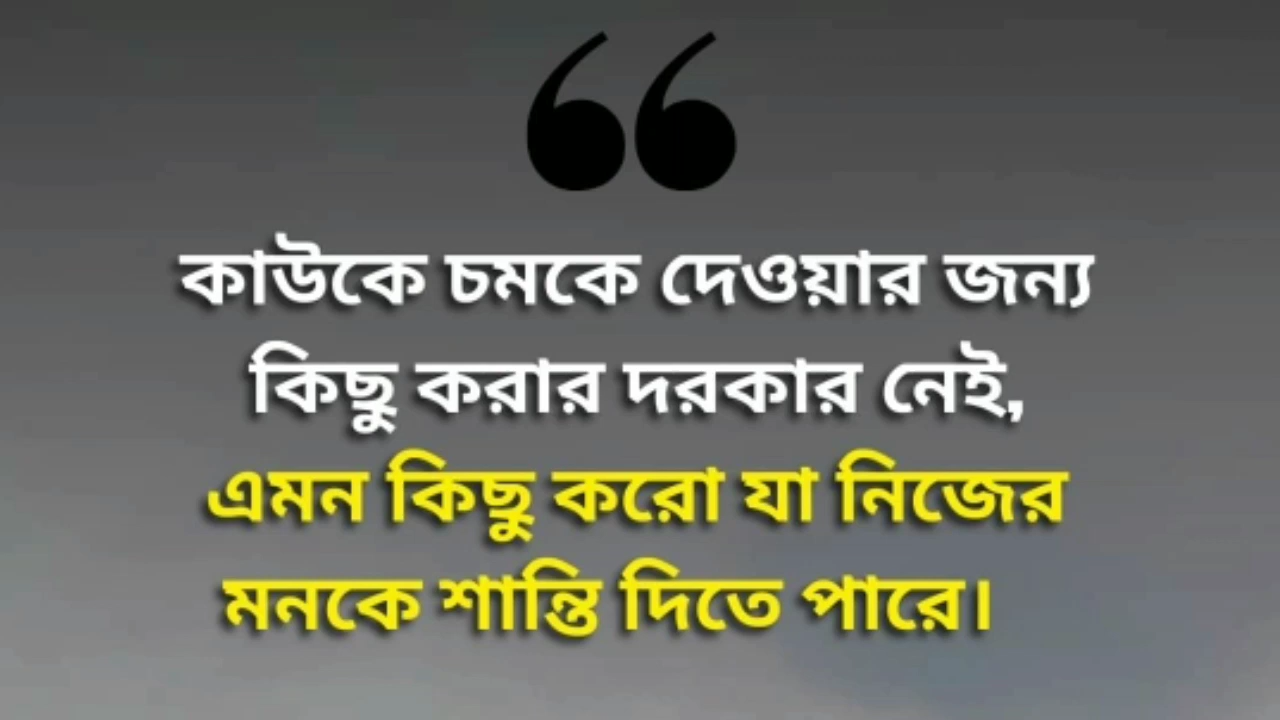 ❝
কাউকে চমকে দেওয়ার জন্য
কিছু করার দরকার নেই,
এমন কিছু করো যা নিজের
মনকে শান্তি দিতে পারে।